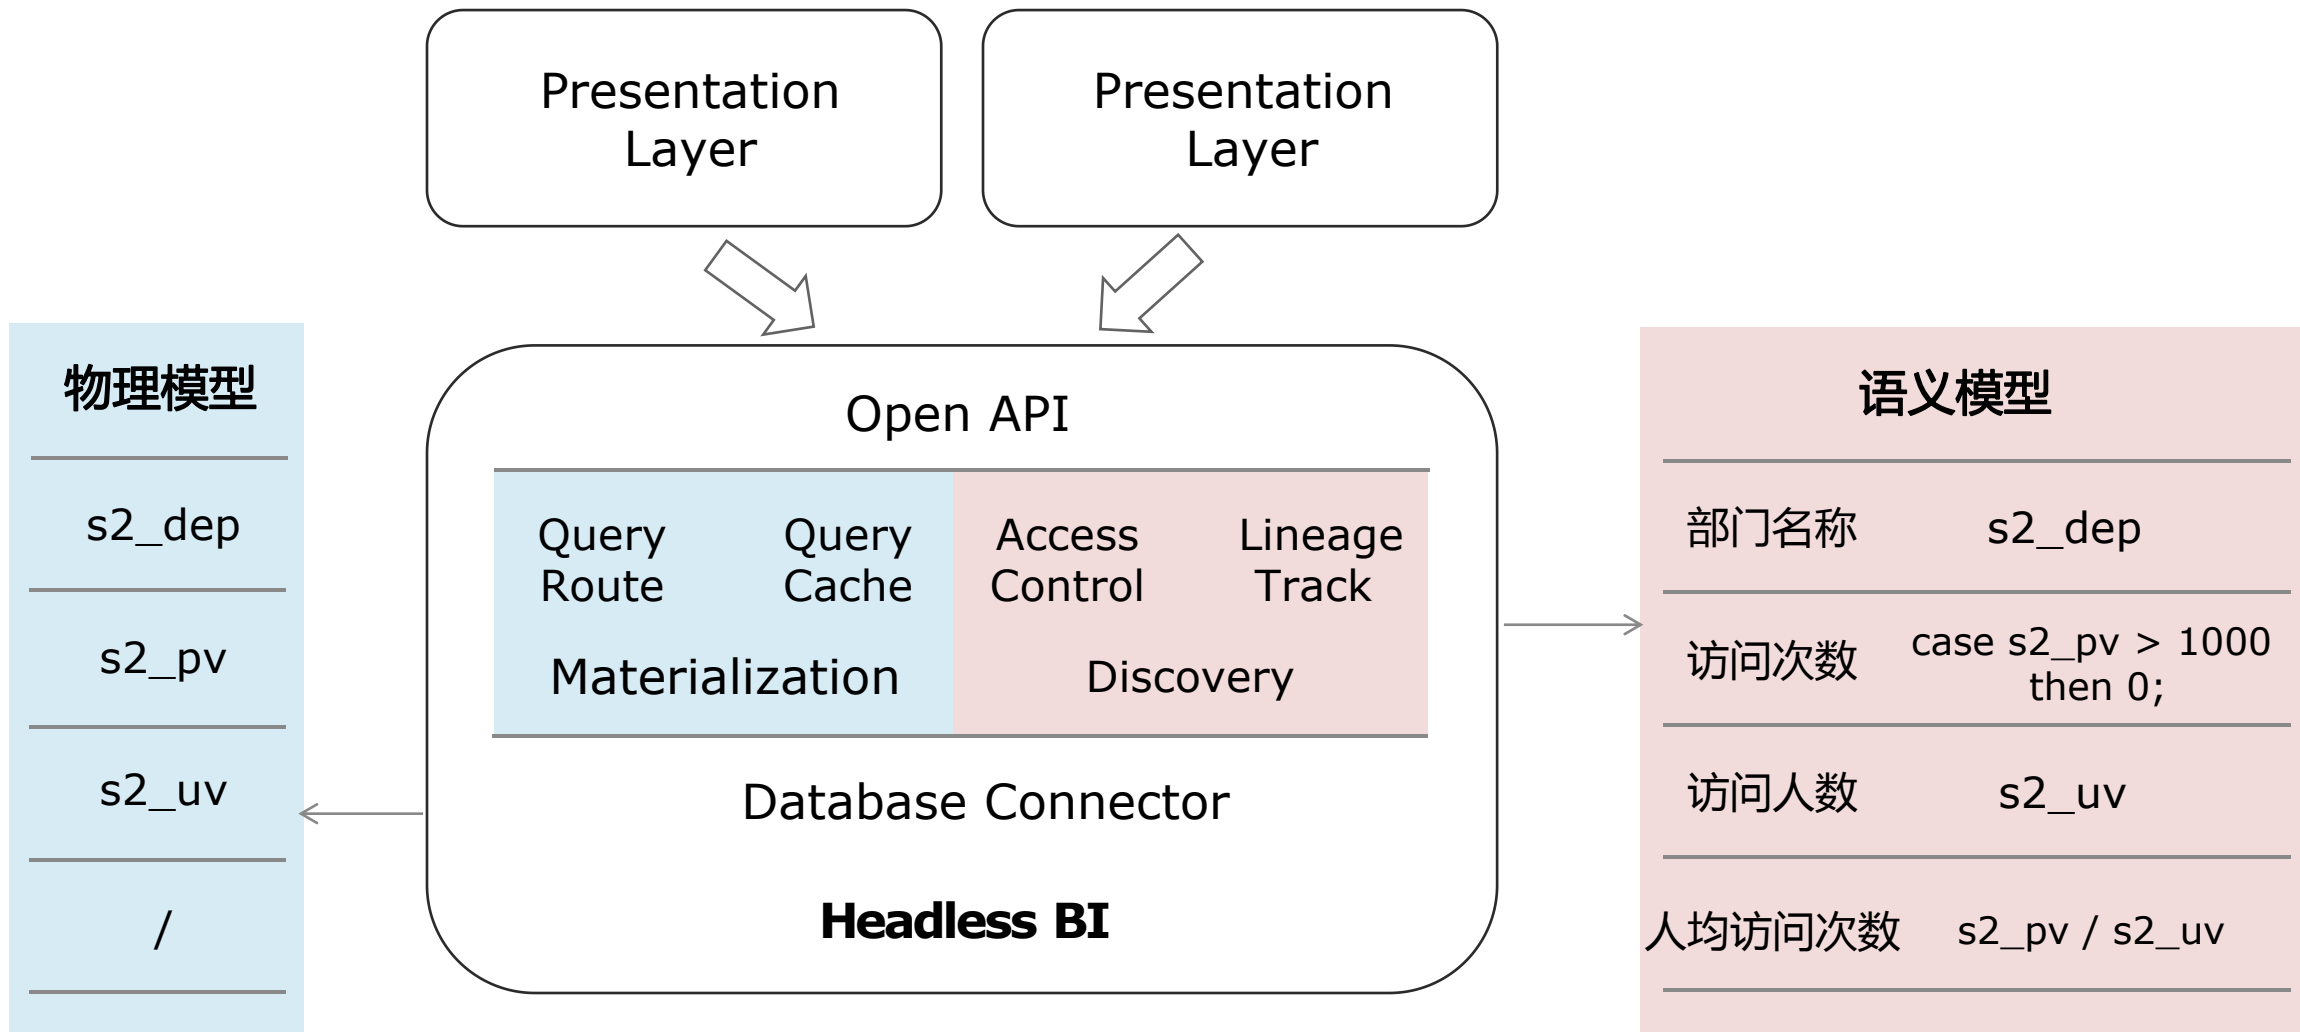 Presentation
Layer
Presentation
Layer
物理模型
s2_dep
s2_pv
s2_uv
/
Open API
Query
Route
Query
Cache
Access
Control
Lineage
Track
Materialization
Discovery
Database Connector
Headless BI
语义模型
部门名称 s2_dep
访问次数 case s2_pv > 1000
then 0;
访问人数 s2_uv
人均访问次数 s2_pv / s2_uv